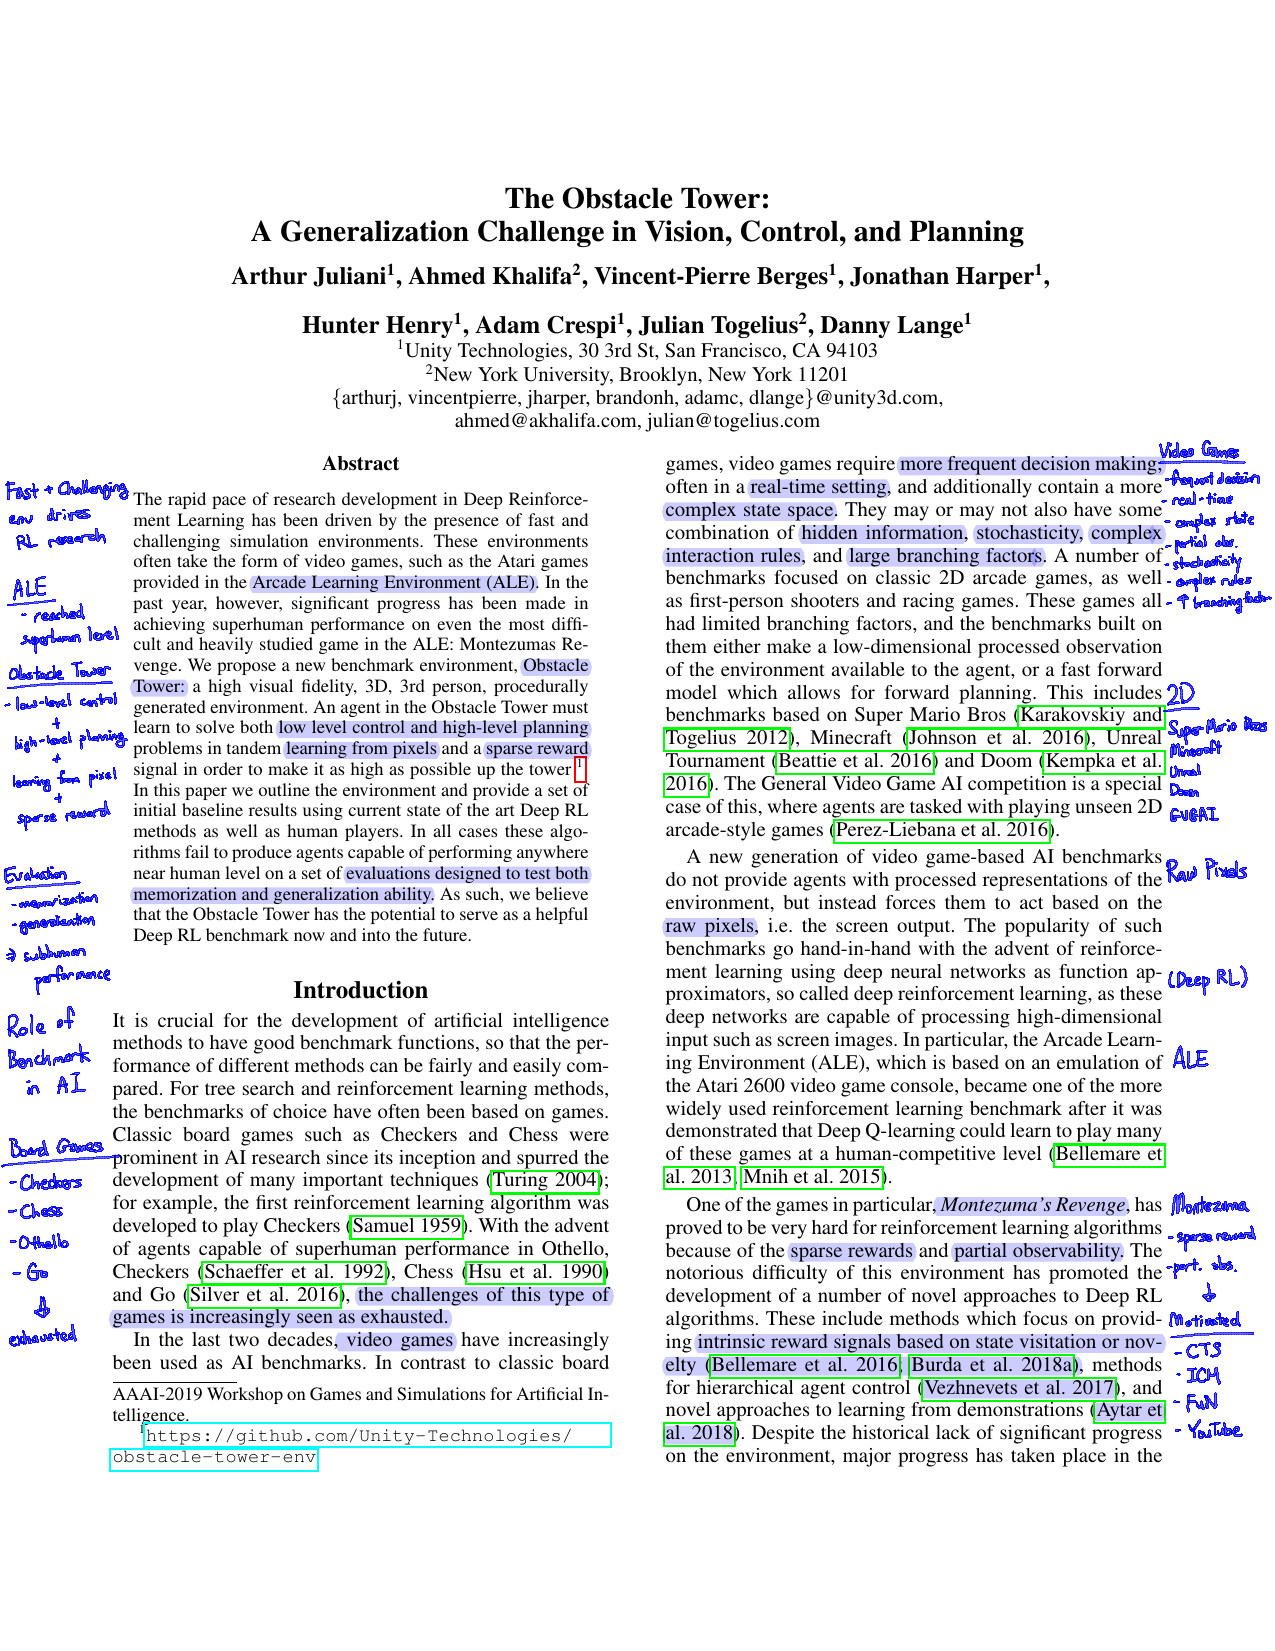 The Obstacle Tower:
A Generalization Challenge in Vision, Control, and Planning
Arthur Juliani1, Ahmed Khalifa2, Vincent-Pierre Berges1, Jonathan Harper1,
Hunter Henry1, Adam Crespi1, Julian Togelius2, Danny Lange1
1Unity Technologies, 30 3rd St, San Francisco, CA 94103
2New York University, Brooklyn, New York 11201
{arthurj, vincentpierre, jharper, brandonh, adamc, dlange}@unity3d.com,
ahmed@akhalifa.com, julian@togelius.com
Fast + Challenging
env drives
RL research
ALE
- reached
superhuman level
Obstacle Tower
- low-level control
+
high-level planning
+
learning from pixel
+
sparse reward
Evaluation
- memorization
- generalization
⇒ subhuman
performance
Role of
Benchmark
in AI
Board Games
- Checkers
- Chess
- Othello
- Go
⇓
exhausted
Abstract
The rapid pace of research development in Deep Reinforce-
ment Learning has been driven by the presence of fast and
challenging simulation environments. These environments
often take the form of video games, such as the Atari games
provided in the Arcade Learning Environment (ALE). In the
past year, however, significant progress has been made in
achieving superhuman performance on even the most diffi-
cult and heavily studied game in the ALE: Montezumas Re-
venge. We propose a new benchmark environment, Obstacle
Tower: a high visual fidelity, 3D, 3rd person, procedurally
generated environment. An agent in the Obstacle Tower must
learn to solve both low level control and high-level planning
problems in tandem learning from pixels and a sparse reward
signal in order to make it as high as possible up the tower 1.
In this paper we outline the environment and provide a set of
initial baseline results using current state of the art Deep RL
methods as well as human players. In all cases these algo-
rithms fail to produce agents capable of performing anywhere
near human level on a set of evaluations designed to test both
memorization and generalization ability. As such, we believe
that the Obstacle Tower has the potential to serve as a helpful
Deep RL benchmark now and into the future.
Introduction
It is crucial for the development of artificial intelligence
methods to have good benchmark functions, so that the per-
formance of different methods can be fairly and easily com-
pared. For tree search and reinforcement learning methods,
the benchmarks of choice have often been based on games.
Classic board games such as Checkers and Chess were
prominent in AI research since its inception and spurred the
development of many important techniques (Turing 2004);
for example, the first reinforcement learning algorithm was
developed to play Checkers (Samuel 1959). With the advent
of agents capable of superhuman performance in Othello,
Checkers (Schaeffer et al. 1992), Chess (Hsu et al. 1990)
and Go (Silver et al. 2016), the challenges of this type of
games is increasingly seen as exhausted.
In the last two decades, video games have increasingly
been used as AI benchmarks. In contrast to classic board
AAAI-2019 Workshop on Games and Simulations for Artificial In-
telligence.
1https://github.com/Unity-Technologies/
obstacle-tower-env
games, video games require more frequent decision making,
often in a real-time setting, and additionally contain a more
complex state space. They may or may not also have some
combination of hidden information, stochasticity, complex
interaction rules, and large branching factors. A number of
benchmarks focused on classic 2D arcade games, as well
as first-person shooters and racing games. These games all
had limited branching factors, and the benchmarks built on
them either make a low-dimensional processed observation
of the environment available to the agent, or a fast forward
model which allows for forward planning. This includes
benchmarks based on Super Mario Bros (Karakovskiy and
Togelius 2012), Minecraft (Johnson et al. 2016), Unreal
Tournament (Beattie et al. 2016) and Doom (Kempka et al.
2016). The General Video Game AI competition is a special
case of this, where agents are tasked with playing unseen 2D
arcade-style games (Perez-Liebana et al. 2016).
A new generation of video game-based AI benchmarks
do not provide agents with processed representations of the
environment, but instead forces them to act based on the
raw pixels, i.e. the screen output. The popularity of such
benchmarks go hand-in-hand with the advent of reinforce-
ment learning using deep neural networks as function ap-
proximators, so called deep reinforcement learning, as these
deep networks are capable of processing high-dimensional
input such as screen images. In particular, the Arcade Learn-
ing Environment (ALE), which is based on an emulation of
the Atari 2600 video game console, became one of the more
widely used reinforcement learning benchmark after it was
demonstrated that Deep Q-learning could learn to play many
of these games at a human-competitive level (Bellemare et
al. 2013; Mnih et al. 2015).
One of the games in particular, Montezuma's Revenge, has
proved to be very hard for reinforcement learning algorithms
because of the sparse rewards and partial observability. The
notorious difficulty of this environment has promoted the
development of a number of novel approaches to Deep RL
algorithms. These include methods which focus on provid-
ing intrinsic reward signals based on state visitation or nov-
elty (Bellemare et al. 2016; Burda et al. 2018a), methods
for hierarchical agent control (Vezhnevets et al. 2017), and
novel approaches to learning from demonstrations (Aytar et
al. 2018). Despite the historical lack of significant progress
on the environment, major progress has taken place in the
Video Games
- frequent decision
- real-time
- complex state
- partial obs.
- stochasticity
- complex rules
- ↑ branching factor
2D
Super Mario Bros
Minecraft
Unreal
Doom
GVGAI
Raw Pixels
(Deep RL)
ALE
Montezuma
- sparse reward
- part. obs.
↓
Motivated
- CTS
- ICM
- FuN
- YouTube